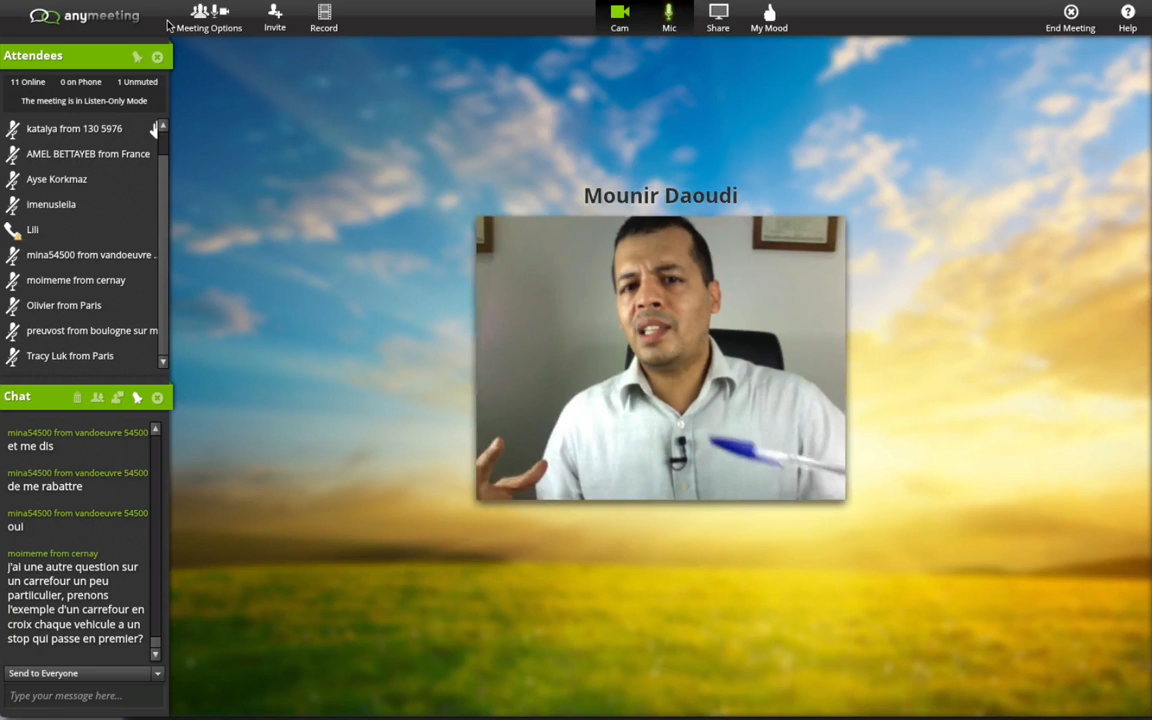 anymeeting
Meeting Options
Invite
Record
Cam
Mic
Share
My Mood
End Meeting
Help
Attendees
11 Online 0 on Phone 1 Unmuted
The meeting is in Listen-Only Mode
katalya from 130 5976
AMEL BETTAYEB from France
Ayse Korkmaz
imenusleila
Lili
mina54500 from vandoeuvre ..
moimeme from cernay
Olivier from Paris
preuvost from boulogne sur m
Tracy Luk from Paris
Mounir Daoudi
Chat
mina54500 from vandoeuvre 54500
et me dis
mina54500 from vandoeuvre 54500
de me rabattre
mina54500 from vandoeuvre 54500
oui
moimeme from cernay
j'ai une autre question sur
un carrefour un peu
partiiculier, prenons
l'exemple d'un carrefour en
croix chaque vehicule a un
stop qui passe en premier?
Send to Everyone
Type your message here...